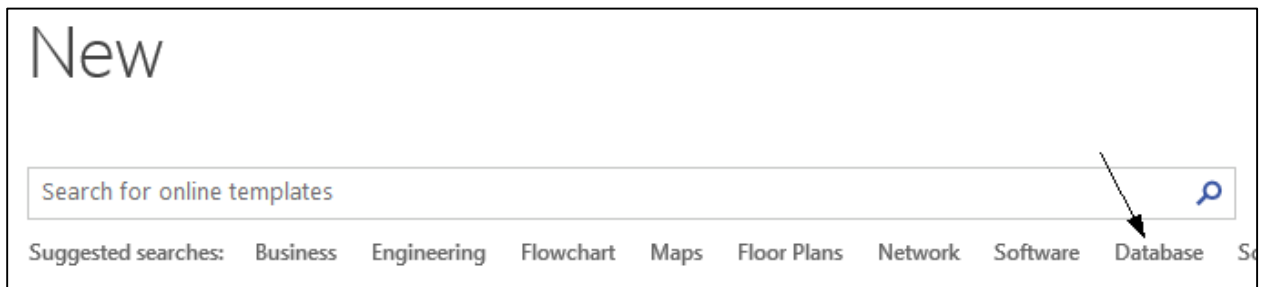 New
Search for online templates
Suggested searches: Business Engineering Flowchart Maps Floor Plans Network Software Database